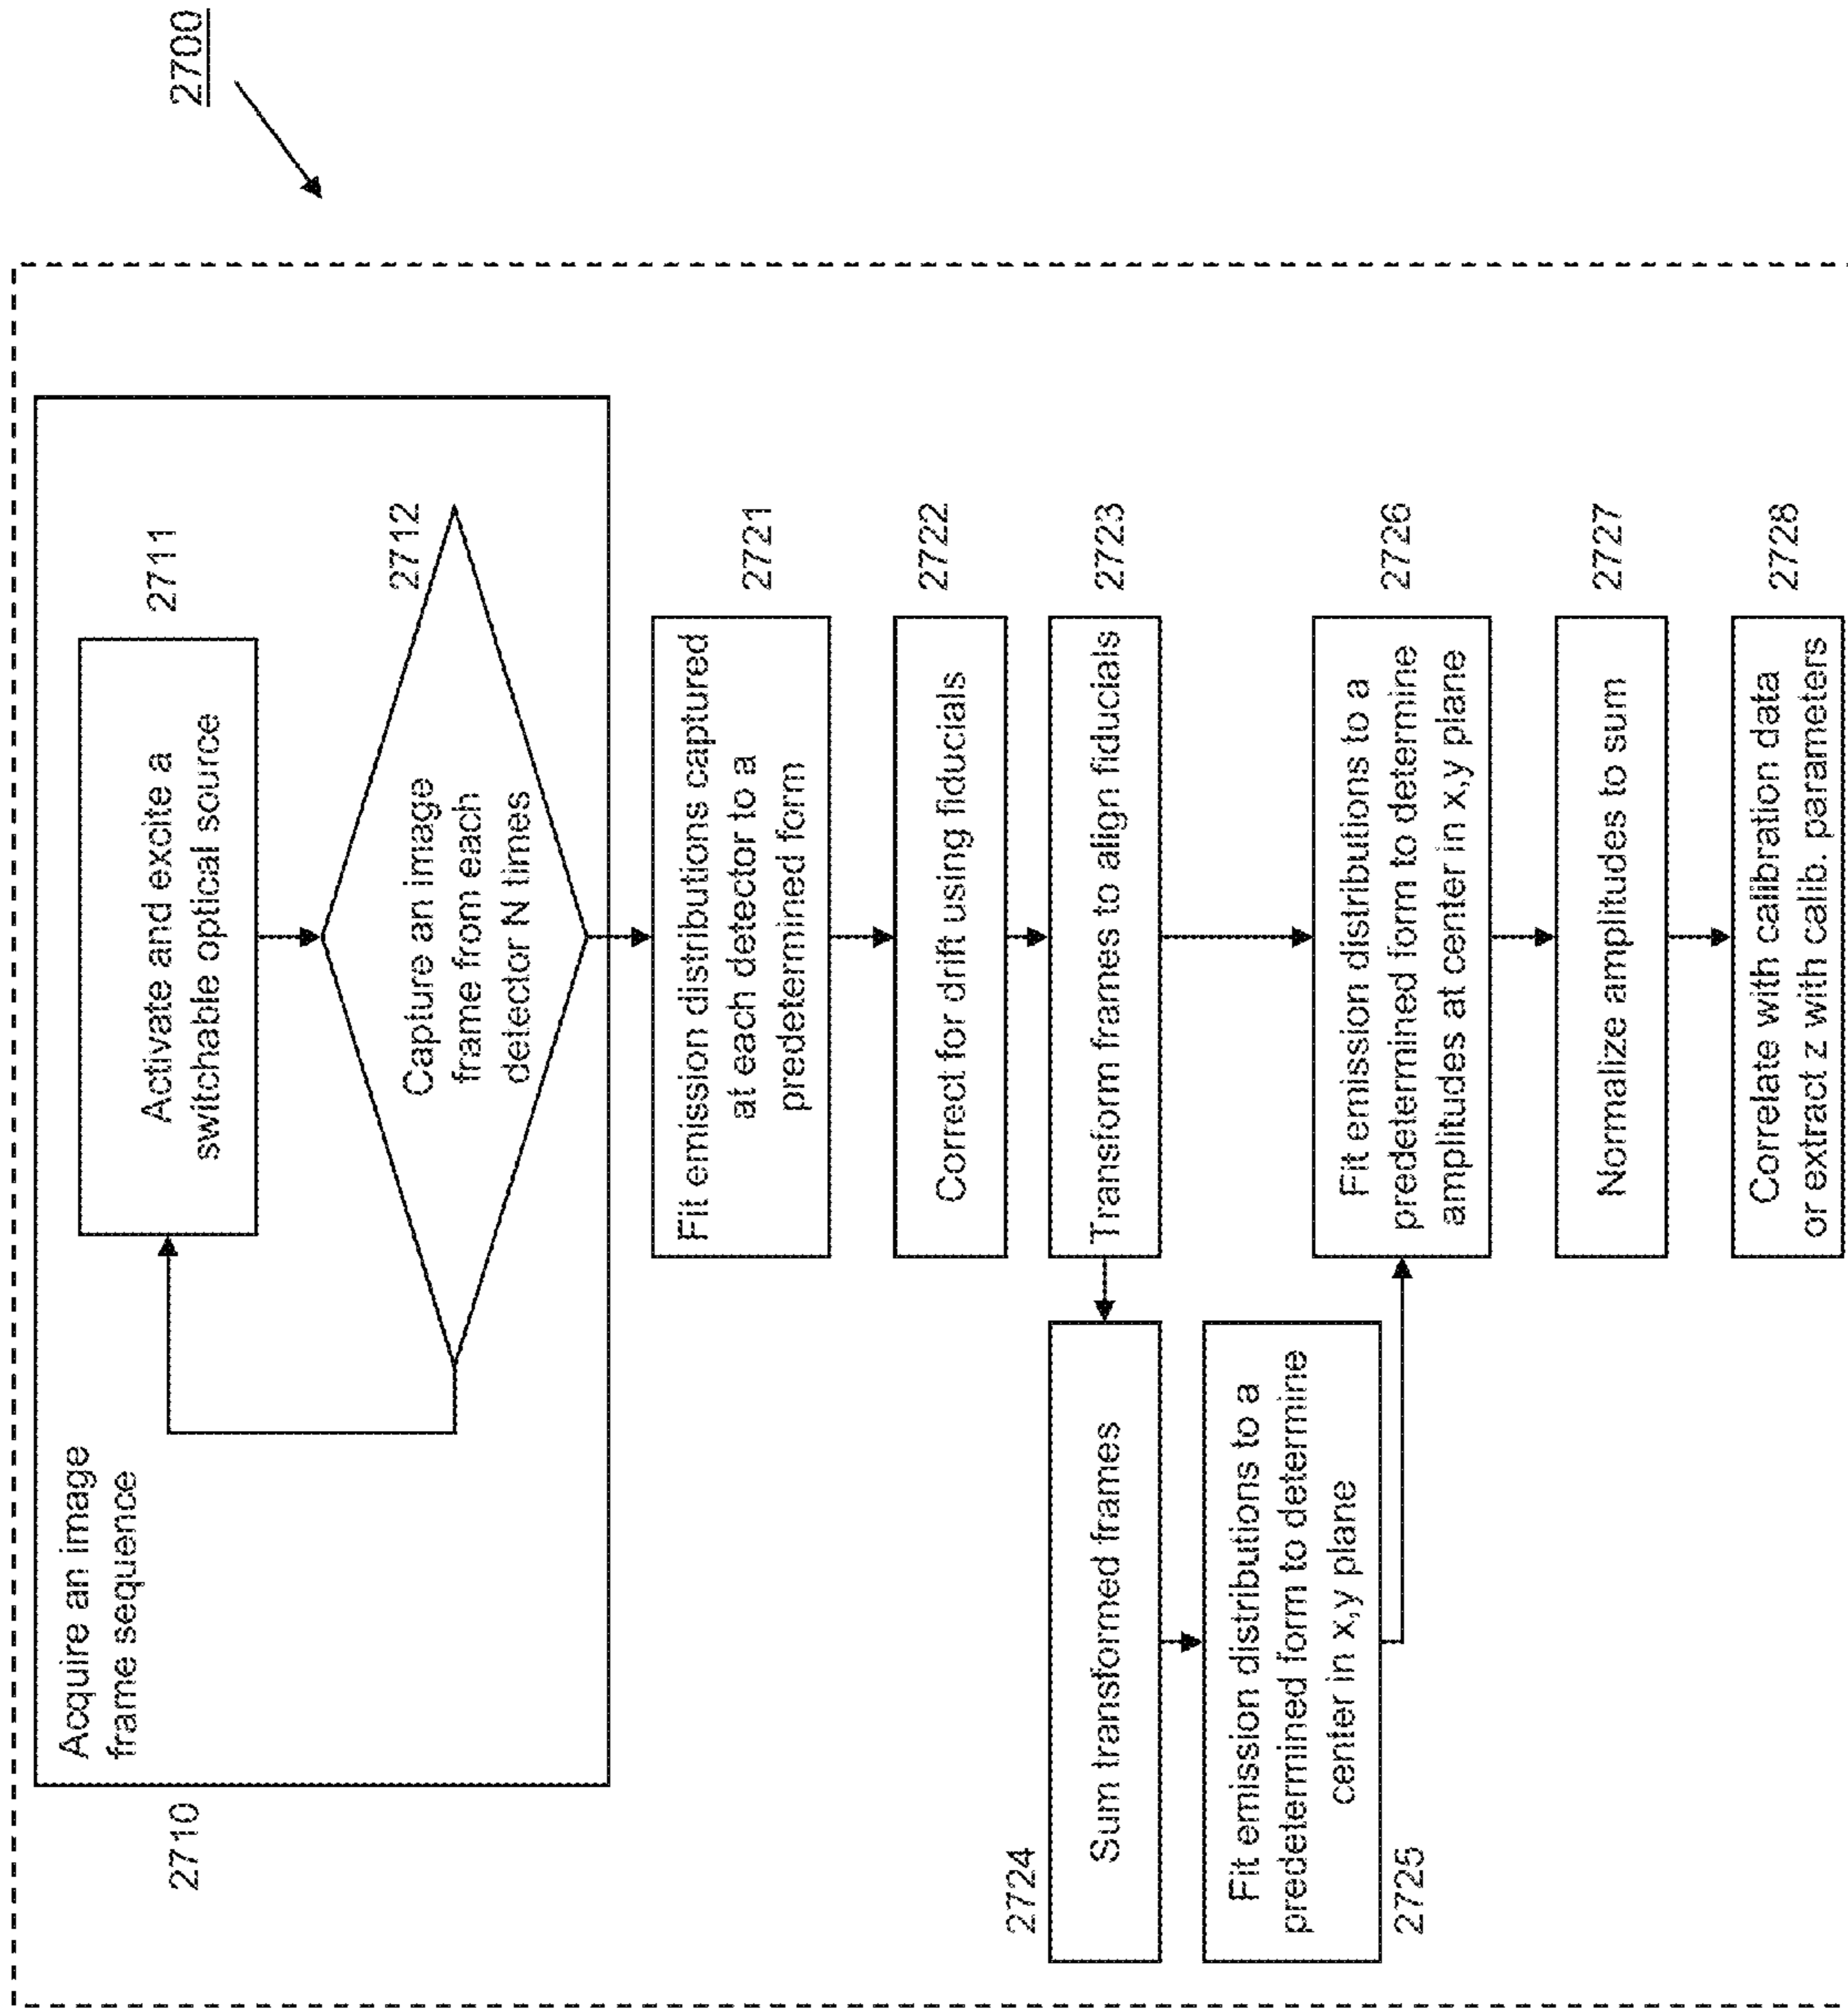 2700
Acquire an image
frame sequence
2710
Activate and excite a
switchable optical source
2711
Capture an image
frame from each
detector N times
2712
Fit emission distributions captured
at each detector to a
predetermined form
2721
Correct for drift using fiducials
2722
Transform frames to align fiducials
2723
2724
Sum transformed frames
Fit emission distributions to a
predetermined form to determine
center in x,y plane
2725
Fit emission distributions to a
predetermined form to determine
amplitudes at center in x,y plane
2726
Normalize amplitudes to sum
2727
Correlate with calibration data
or extract z with calib. parameters
2728